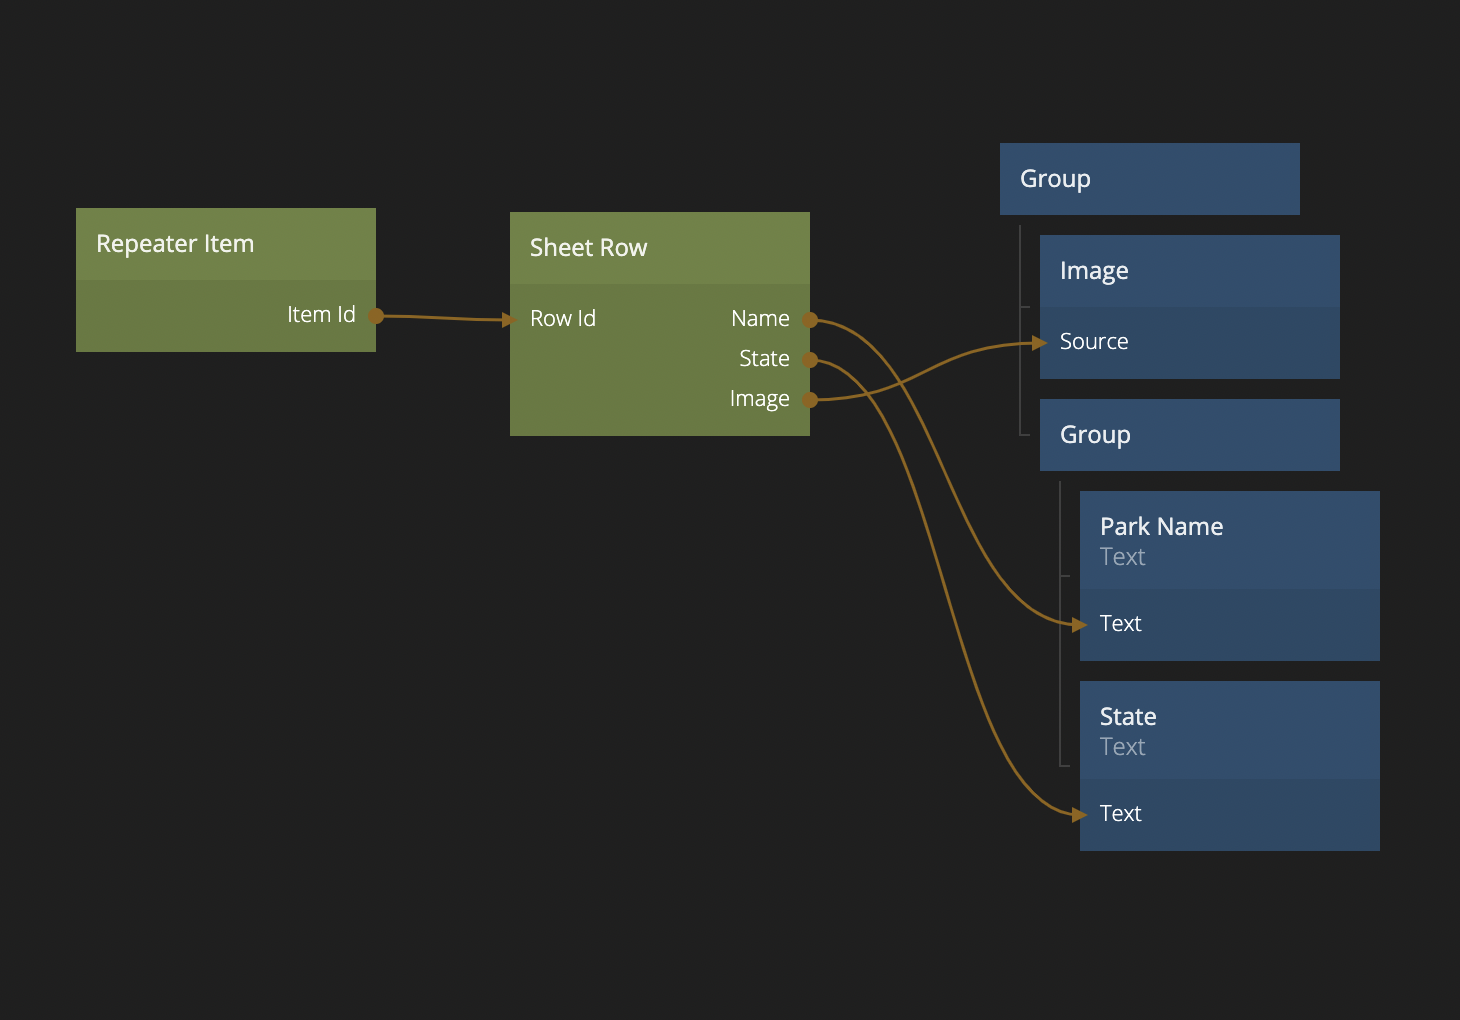 Repeater Item
Item Id
Sheet Row
Row Id
Name
State
Image
Group
Image
Source
Group
Park Name
Text
Text
State
Text
Text